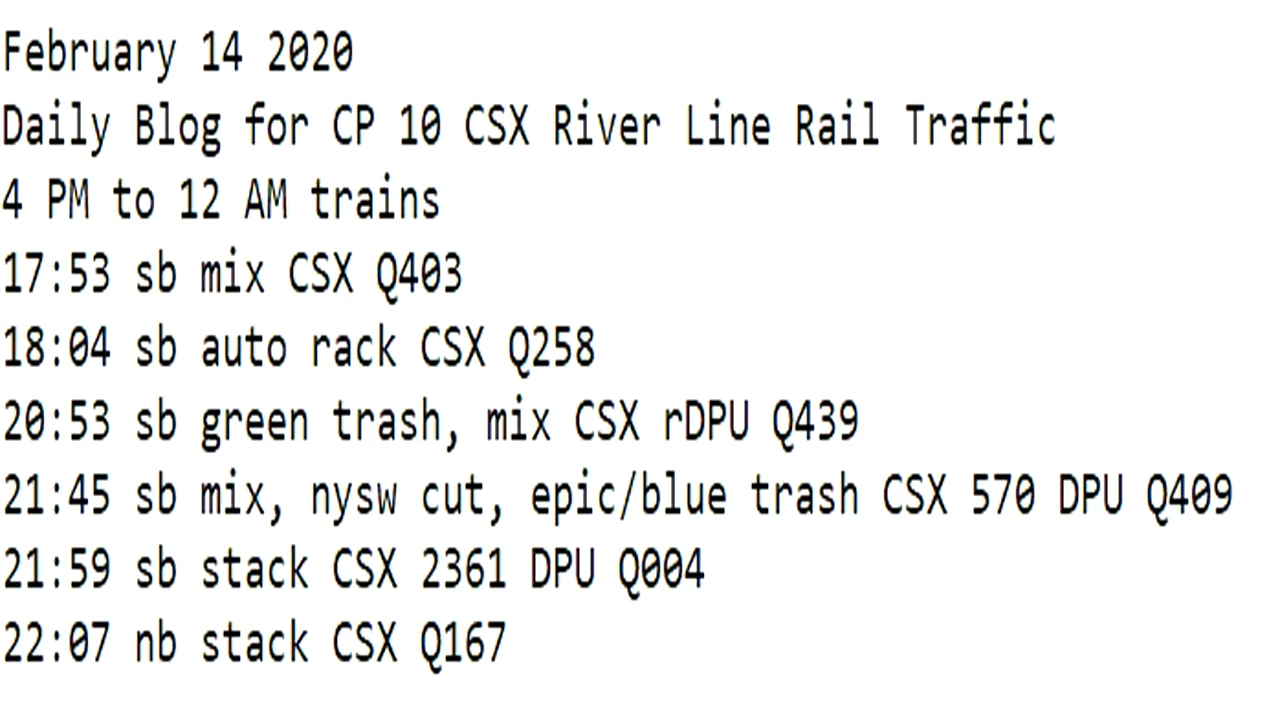 February 14 2020
Daily Blog for CP 10 CSX River Line Rail Traffic
4 PM to 12 AM trains
17:53 sb mix CSX Q403
18:04 sb auto rack CSX Q258
20:53 sb green trash, mix CSX rDPU Q439
21:45 sb mix, nysw cut, epic/blue trash CSX 570 DPU Q409
21:59 sb stack CSX 2361 DPU Q004
22:07 nb stack CSX Q167